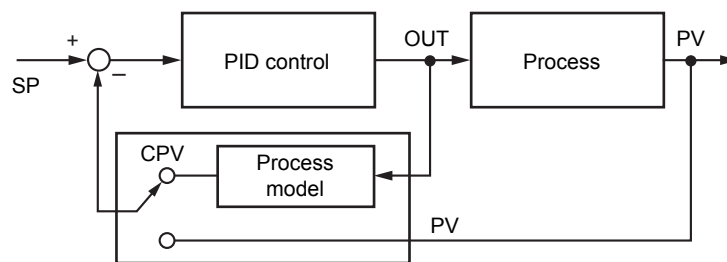 +
−
SP
PID control
OUT
Process
PV
CPV
Process
model
PV